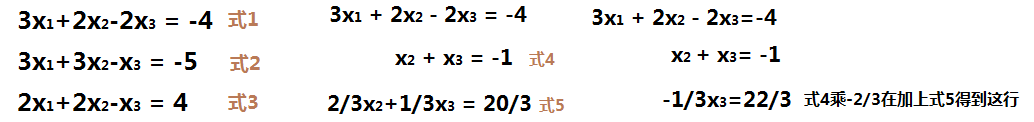 3x1+2x2-2x3 = -4 式1
3x1+3x2-x3 = -5 式2
2x1+2x2-x3 = 4 式3
3x1 + 2x2 - 2x3 = -4
x2 + x3 = -1 式4
2/3x2+1/3x3 = 20/3 式5
3x1 + 2x2 - 2x3=-4
x2 + x3= -1
-1/3x3=22/3 式4乘-2/3在加上式5得到这行